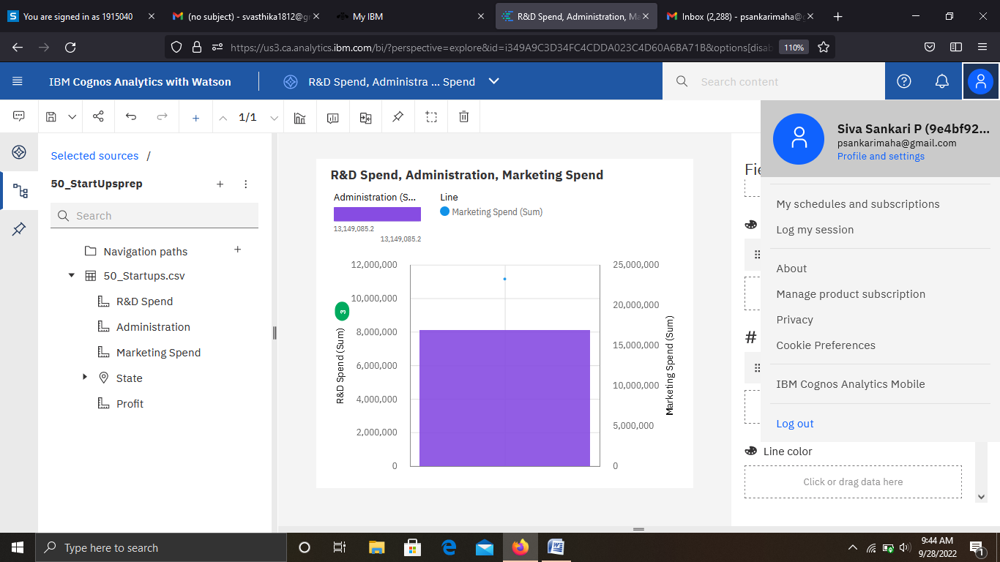 You are signed in as 1915040
(no subject) - svasthika1812@g
My IBM
R&D Spend, Administration, Ma
Inbox (2,288) - psankarimaha@g
https://us3.ca.analytics.ibm.com/bi/?perspective=explore&id=i349A9C3D34FC4CDDA023C4D60A6BA71B&options[disab
110%
IBM Cognos Analytics with Watson
R&D Spend, Administra ... Spend
Search content
1/1
Siva Sankari P (9e4bf92...
psankarimaha@gmail.com
Profile and settings
My schedules and subscriptions
Log my session
About
Manage product subscription
Privacy
Cookie Preferences
IBM Cognos Analytics Mobile
Log out
Selected sources /
50_StartUpsprep
Search
Navigation paths
50_Startups.csv
R&D Spend
Administration
Marketing Spend
State
Profit
R&D Spend, Administration, Marketing Spend
Administration (S...
Line
Marketing Spend (Sum)
13,149,085.2
13,149,085.2
12,000,000
10,000,000
8,000,000
6,000,000
4,000,000
2,000,000
0
R&D Spend (Sum)
3
25,000,000
20,000,000
15,000,000
10,000,000
5,000,000
0
Marketing Spend (Sum)
Fie
#
Line color
Click or drag data here
Type here to search
9:44 AM
9/28/2022
1